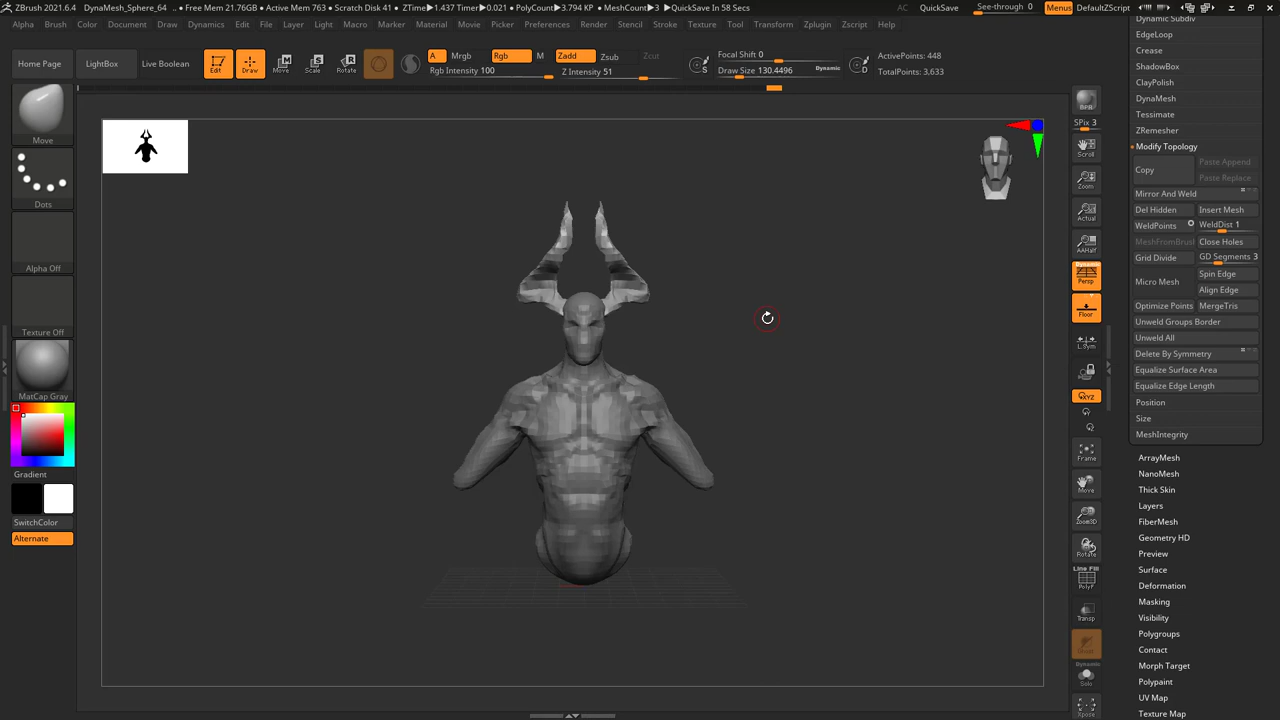 ZBrush 2021.6.4 DynaMesh_Sphere_64 .. • Free Mem 21.76GB • Active Mem 763 • Scratch Disk 41 • ZTime▶1.437 Timer▶0.021 • PolyCount▶3.794 KP • MeshCount▶3 ▶QuickSave In 58 Secs AC QuickSave See-through 0 Menus DefaultZScript
Alpha Brush Color Document Draw Dynamics Edit File Layer Light Macro Marker Material Movie Picker Preferences Render Stencil Stroke Texture Tool Transform Zplugin Zscript Help
Home Page LightBox Live Boolean Edit Draw Move Scale Rotate
A Mrgb Rgb M Zadd Zsub Zcut
Rgb Intensity 100 Z Intensity 51
S Focal Shift 0
Draw Size 130.4496 Dynamic D
ActivePoints: 448
TotalPoints: 3,633
Move
Dots
Alpha Off
Texture Off
MatCap Gray
Gradient
SwitchColor
Alternate
BPR
SPix 3
Scroll
Zoom
Actual
AAHalf
Dynamic
Persp
Floor
L.Sym
XYZ
Frame
Move
Zoom3D
Rotate
Line Fill
PolyF
Transp
Dynamic
Solo
Xpose
Dynamic Subdiv
EdgeLoop
Crease
ShadowBox
ClayPolish
DynaMesh
Tessimate
ZRemesher
Modify Topology
Copy Paste Append
Paste Replace
Mirror And Weld
Del Hidden Insert Mesh
WeldPoints WeldDist 1
MeshFromBrush Close Holes
Grid Divide GD Segments 3
Micro Mesh Spin Edge
Align Edge
Optimize Points MergeTris
Unweld Groups Border
Unweld All
Delete By Symmetry
Equalize Surface Area
Equalize Edge Length
Position
Size
MeshIntegrity
ArrayMesh
NanoMesh
Thick Skin
Layers
FiberMesh
Geometry HD
Preview
Surface
Deformation
Masking
Visibility
Polygroups
Contact
Morph Target
Polypaint
UV Map
Texture Map